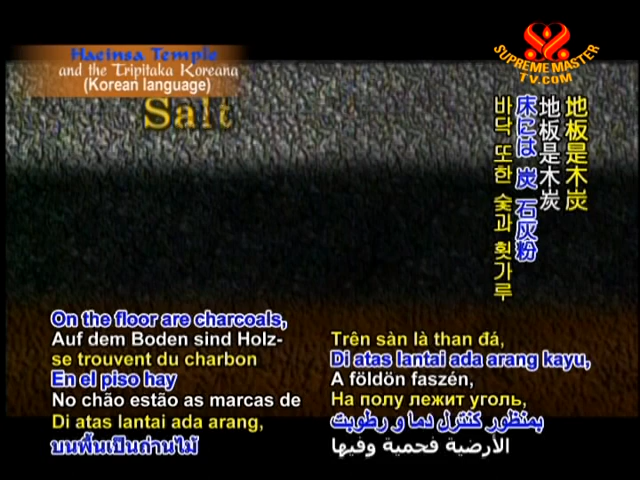 Haeinsa Temple
and the Tripitaka Koreana
(Korean language)
SUPREME MASTER
TV.COM
Salt
地板是木炭
地板是木炭
床には 炭 石灰粉
바닥 또한 숯과 횟가루
On the floor are charcoals,
Auf dem Boden sind Holz-
se trouvent du charbon
En el piso hay
No chão estão as marcas de
Di atas lantai ada arang,
บนพื้นเป็นถ่านไม้
Trên sàn là than đá,
Di atas lantai ada arang kayu,
A földön faszén,
На полу лежит уголь,
بمنظور کنترل دما و رطوبت
الأرضية فحمية وفيها